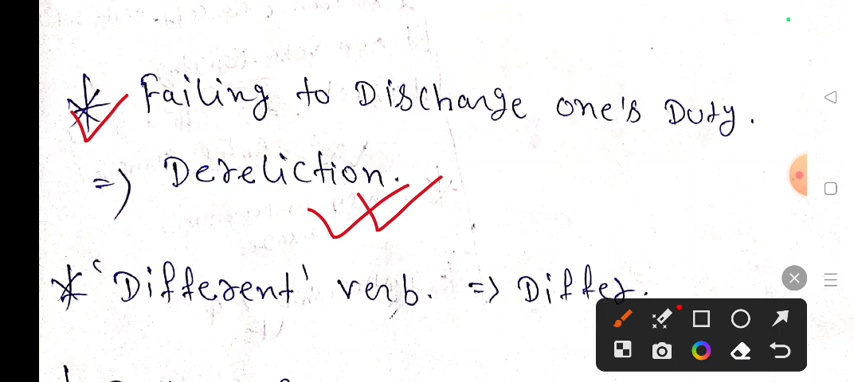 * Failing to Discharge one's Duty.
=) Dereliction.
* 'Different' verb. => Differ.